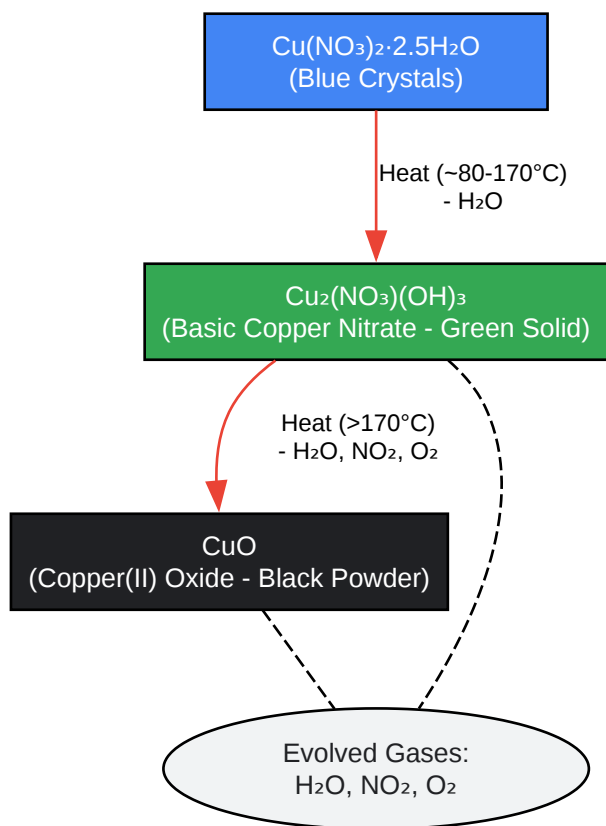 Cu(NO₃)₂·2.5H₂O
(Blue Crystals)
Heat (~80-170°C)
- H₂O
Cu₂(NO₃)(OH)₃
(Basic Copper Nitrate - Green Solid)
Heat (>170°C)
- H₂O, NO₂, O₂
CuO
(Copper(II) Oxide - Black Powder)
Evolved Gases:
H₂O, NO₂, O₂